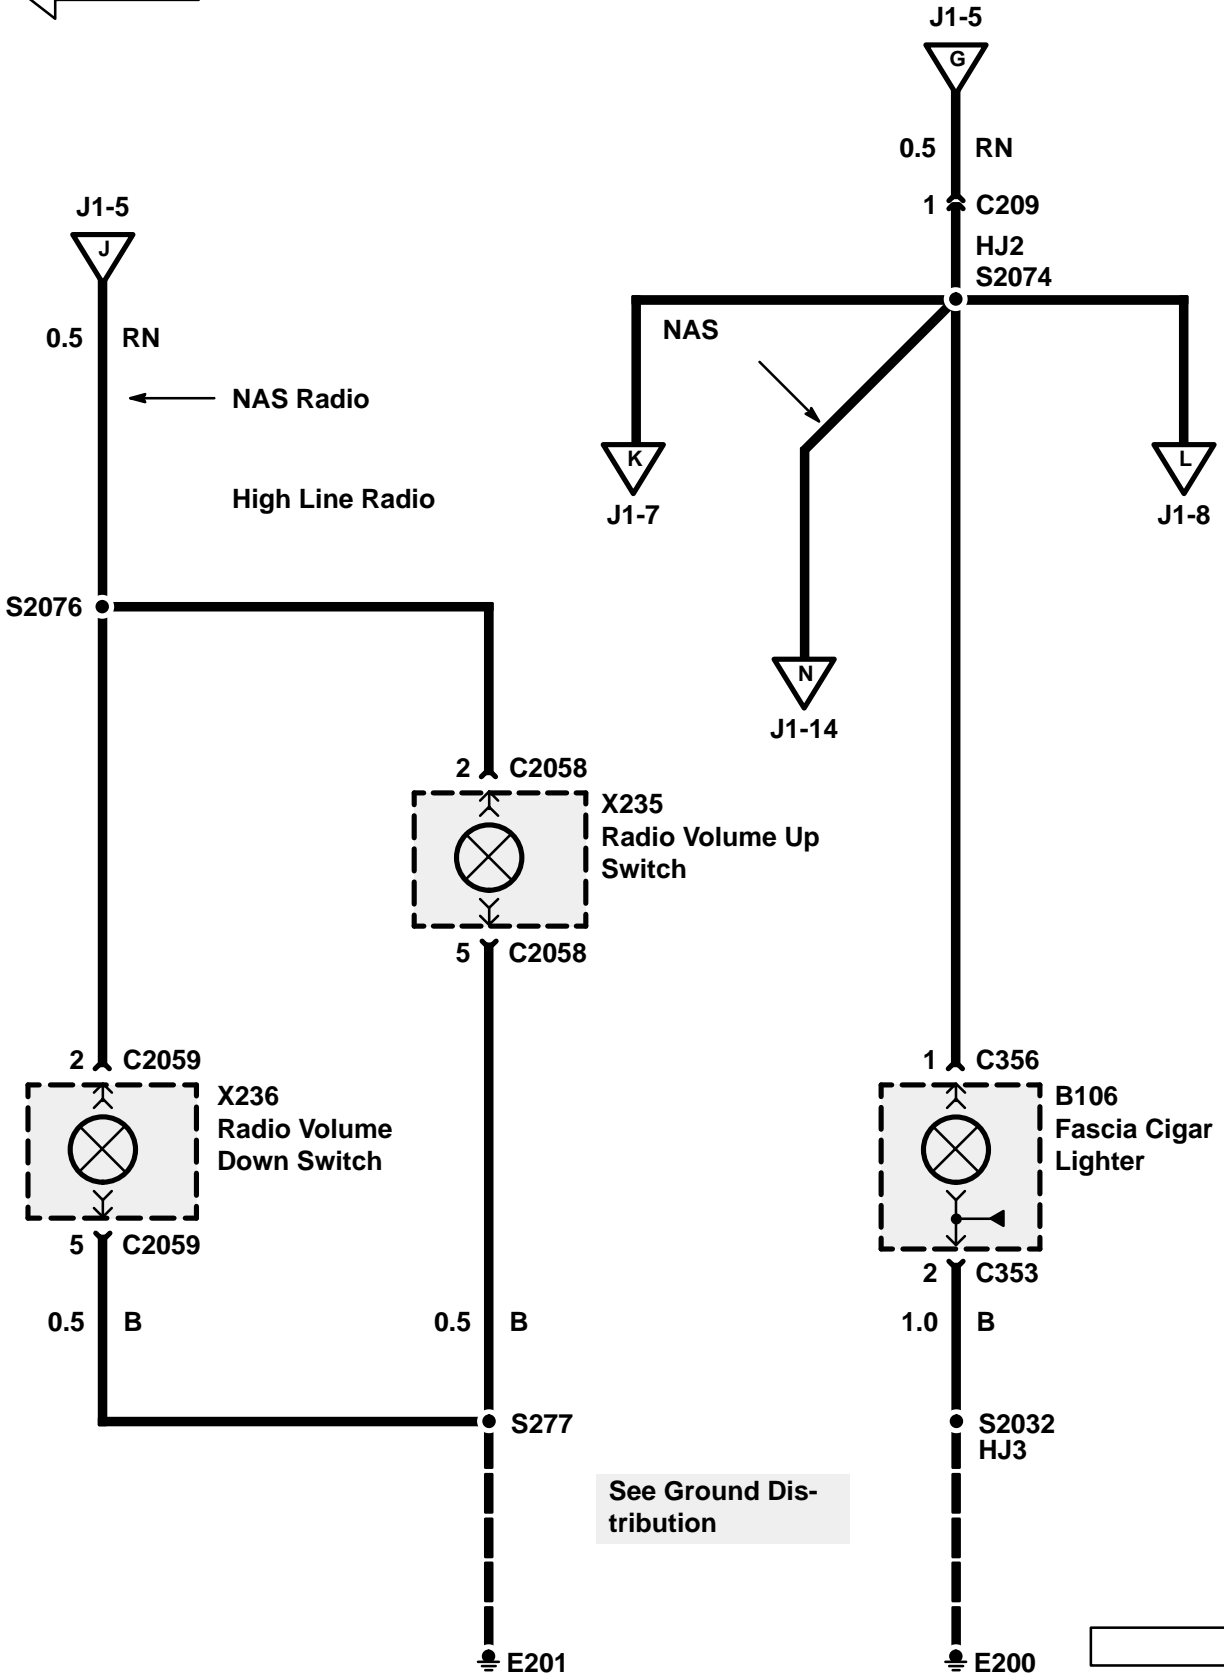 J1-5
G
0.5 RN
1 C209
HJ2
S2074
J1-5
J
0.5 RN
NAS Radio
High Line Radio
NAS
K
J1-7
L
J1-8
N
J1-14
S2076
2 C2058
X235
Radio Volume Up
Switch
5 C2058
2 C2059
X236
Radio Volume
Down Switch
5 C2059
1 C356
B106
Fascia Cigar
Lighter
2 C353
0.5 B
0.5 B
1.0 B
S277
S2032
HJ3
See Ground Dis-
tribution
E201
E200